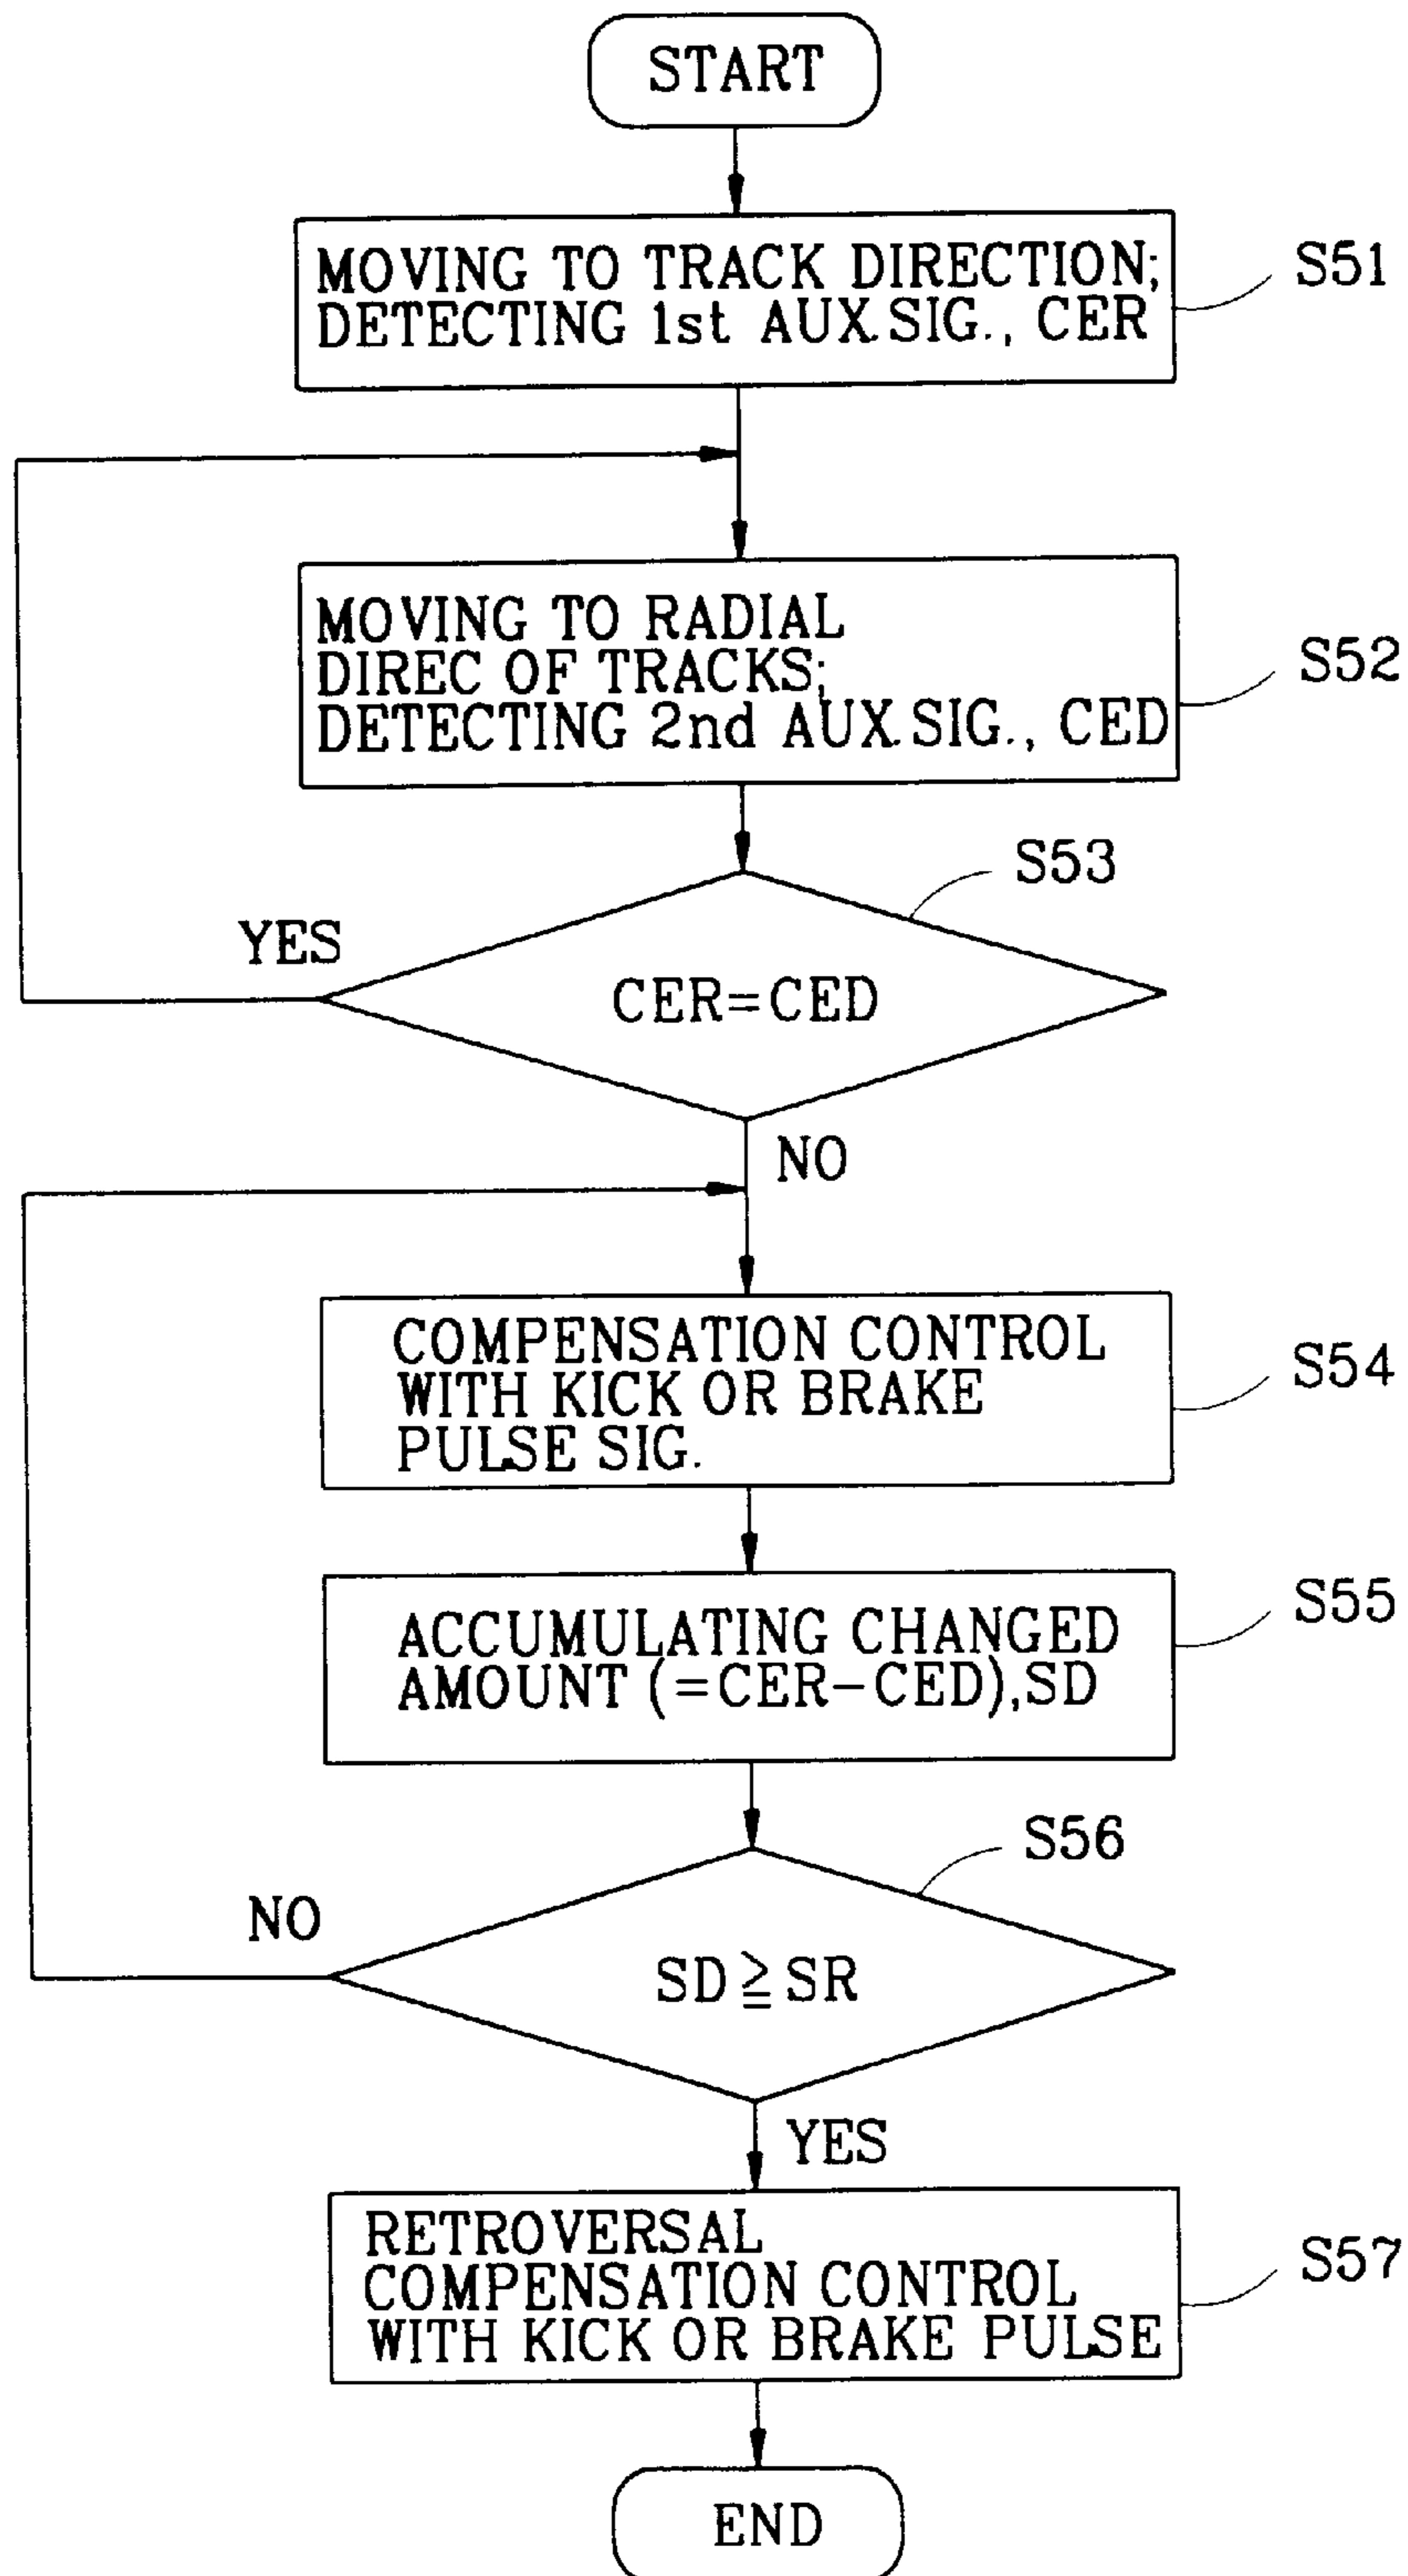 START
MOVING TO TRACK DIRECTION;
DETECTING 1st AUX.SIG., CER
S51
MOVING TO RADIAL
DIREC OF TRACKS;
DETECTING 2nd AUX.SIG., CED
S52
S53
YES
CER=CED
NO
COMPENSATION CONTROL
WITH KICK OR BRAKE
PULSE SIG.
S54
ACCUMULATING CHANGED
AMOUNT (=CER-CED),SD
S55
S56
NO
SD≧SR
YES
RETROVERSAL
COMPENSATION CONTROL
WITH KICK OR BRAKE PULSE
S57
END